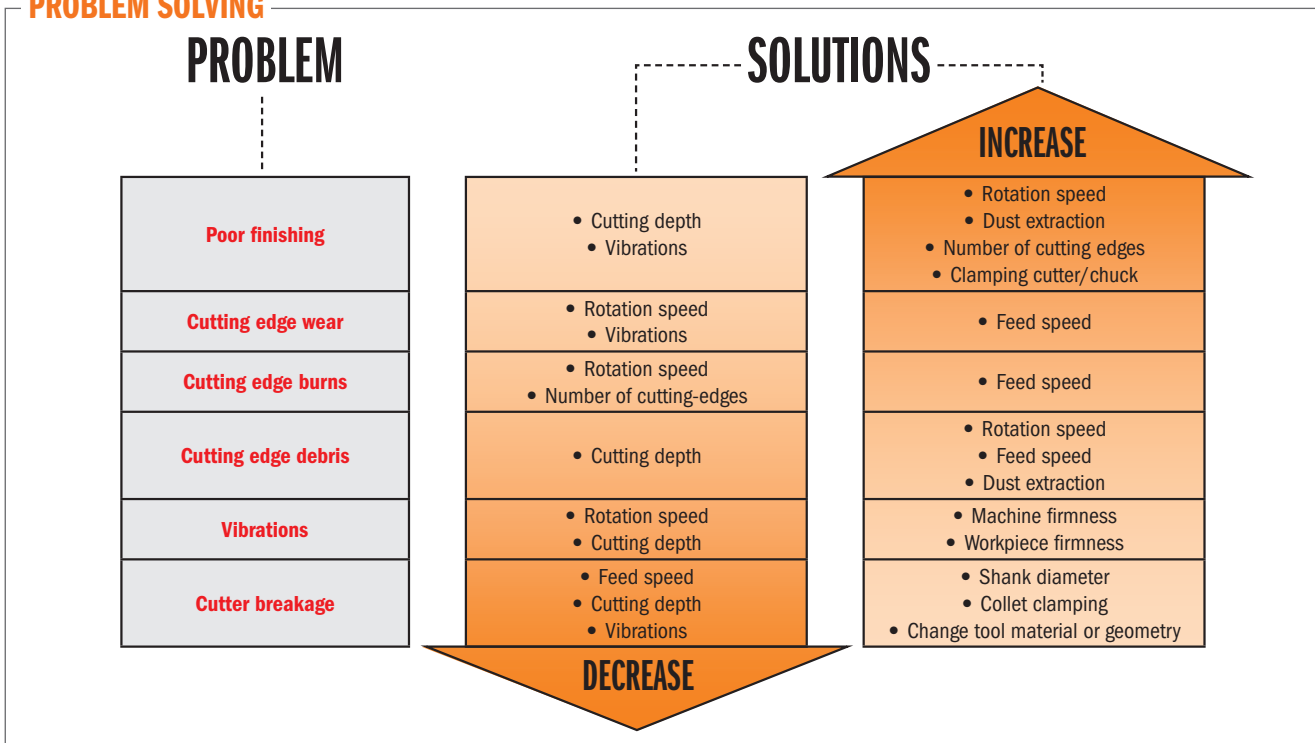 PROBLEM SOLVING
PROBLEM
SOLUTIONS
INCREASE
Poor finishing
• Cutting depth
• Vibrations
• Rotation speed
• Dust extraction
• Number of cutting edges
• Clamping cutter/chuck
Cutting edge wear
• Rotation speed
• Vibrations
• Feed speed
Cutting edge burns
• Rotation speed
• Number of cutting-edges
• Feed speed
Cutting edge debris
• Cutting depth
• Rotation speed
• Feed speed
• Dust extraction
Vibrations
• Rotation speed
• Cutting depth
• Machine firmness
• Workpiece firmness
Cutter breakage
• Feed speed
• Cutting depth
• Vibrations
• Shank diameter
• Collet clamping
• Change tool material or geometry
DECREASE